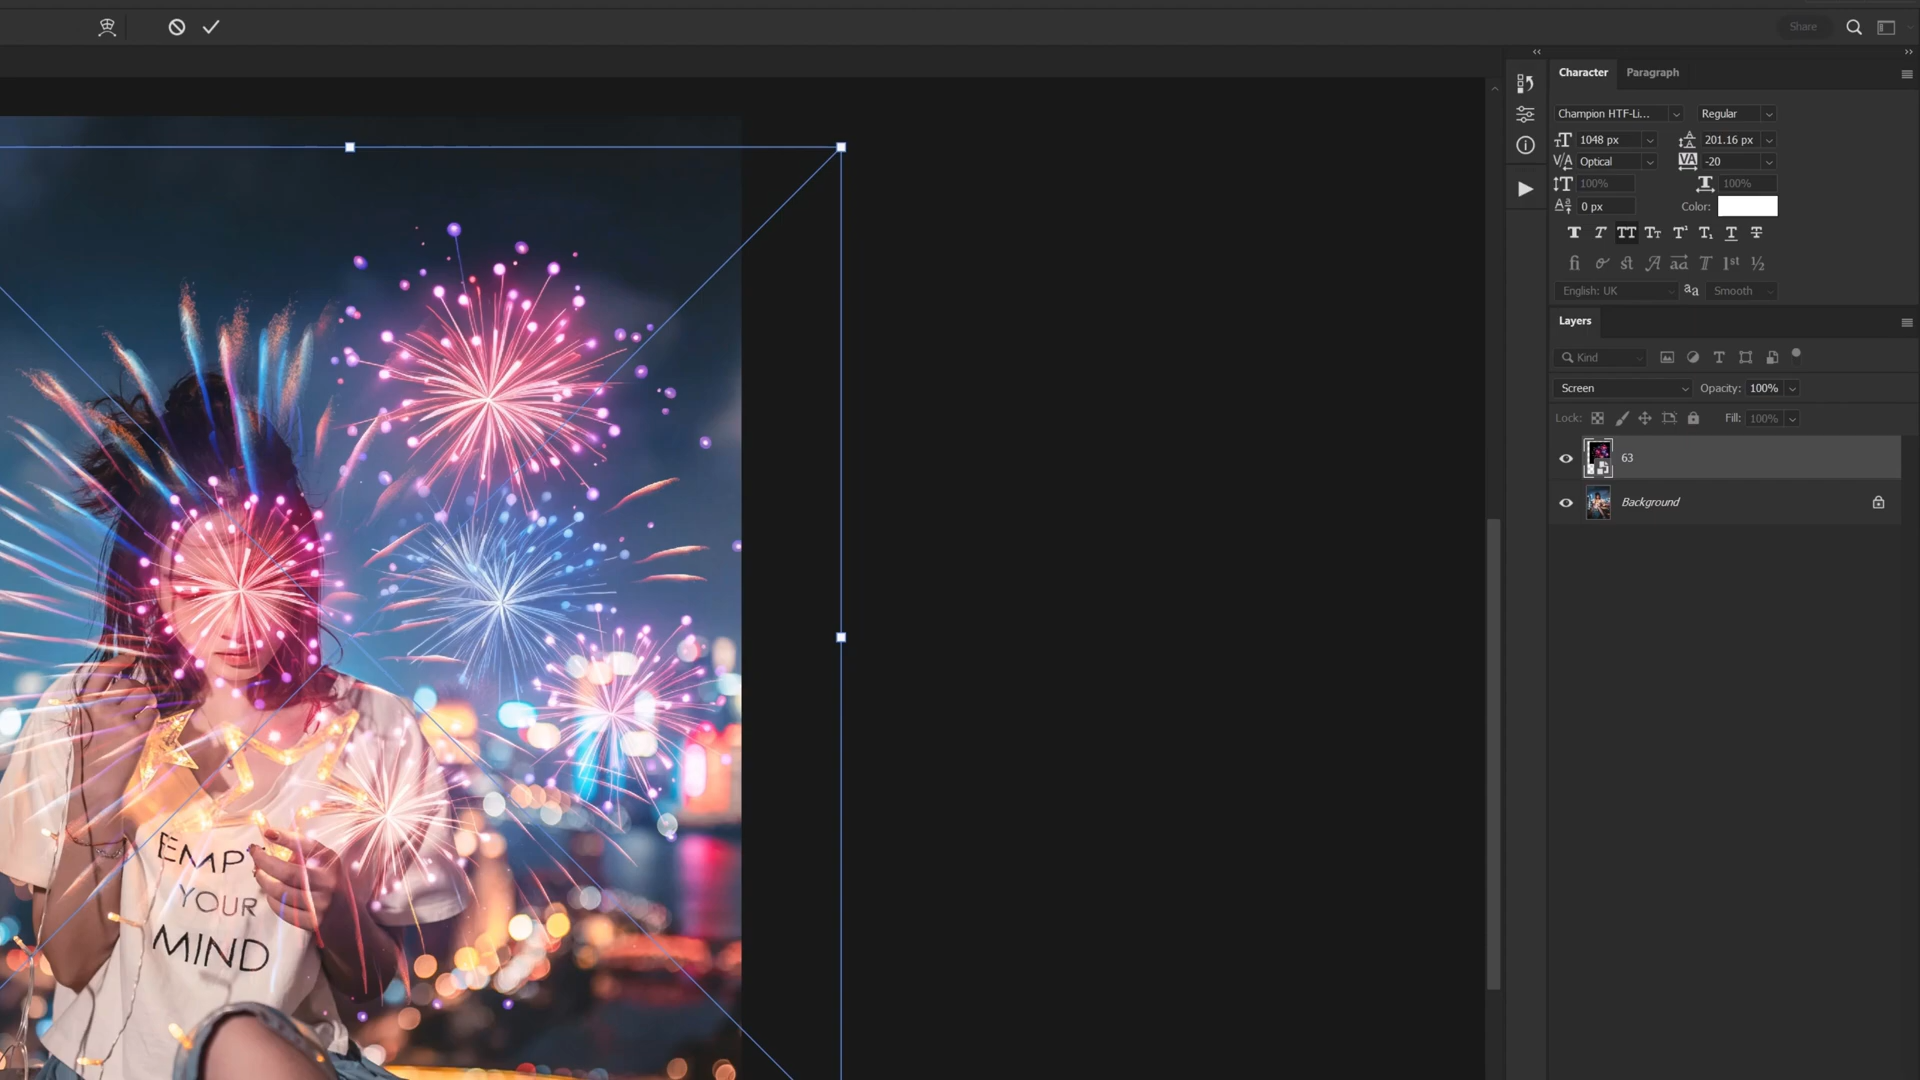 Share
Character Paragraph
Champion HTF-Li... Regular
1048 px 201.16 px
Optical -20
100% 100%
0 px Color:
English: UK Smooth
Layers
Kind
Screen Opacity: 100%
Lock: Fill: 100%
63
Background
EMP
YOUR
MIND